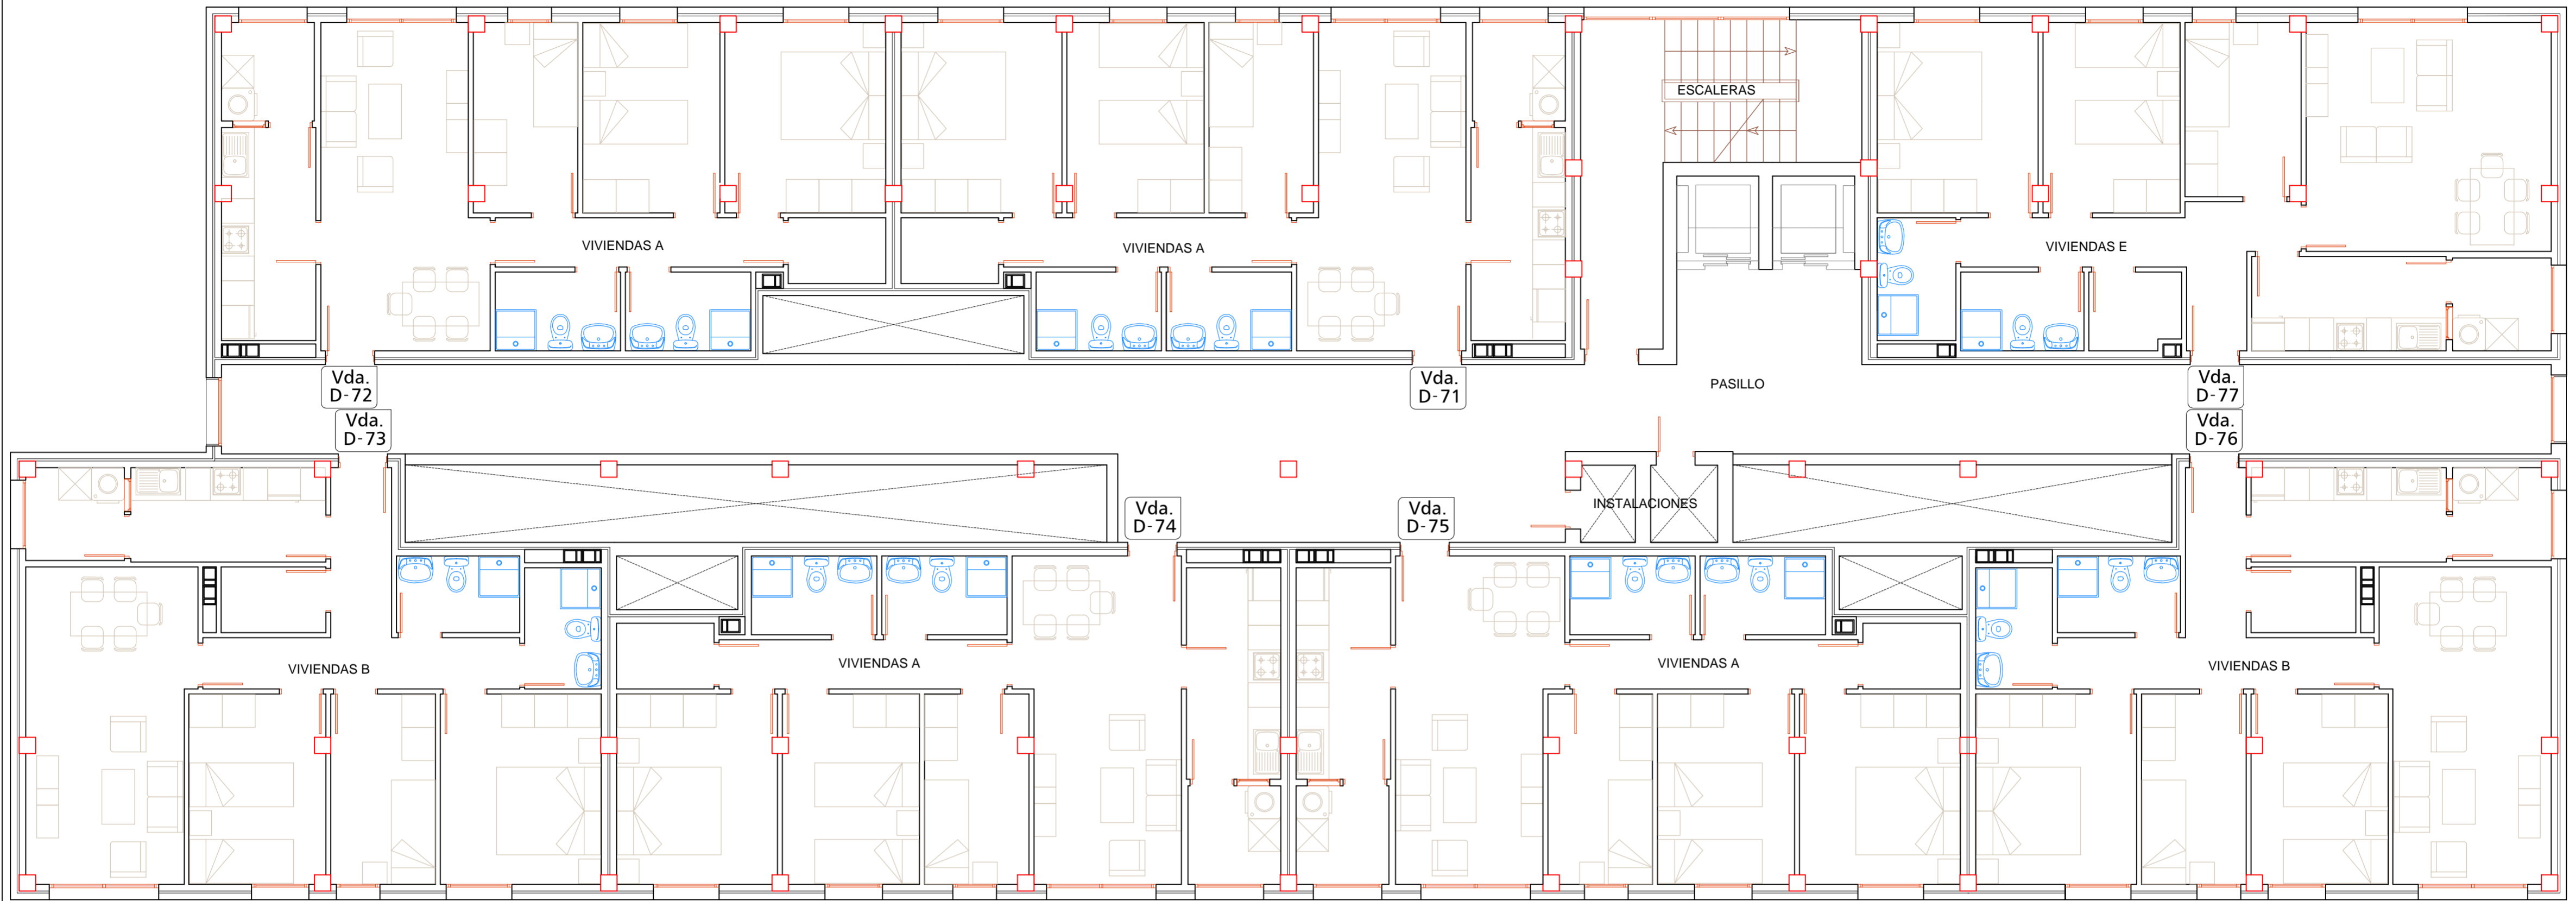 ESCALERAS
VIVIENDAS A
VIVIENDAS A
VIVIENDAS E
Vda.
D-72
Vda.
D-71
PASILLO
Vda.
D-77
Vda.
D-73
Vda.
D-76
Vda.
D-74
Vda.
D-75
INSTALACIONES
VIVIENDAS B
VIVIENDAS A
VIVIENDAS A
VIVIENDAS B